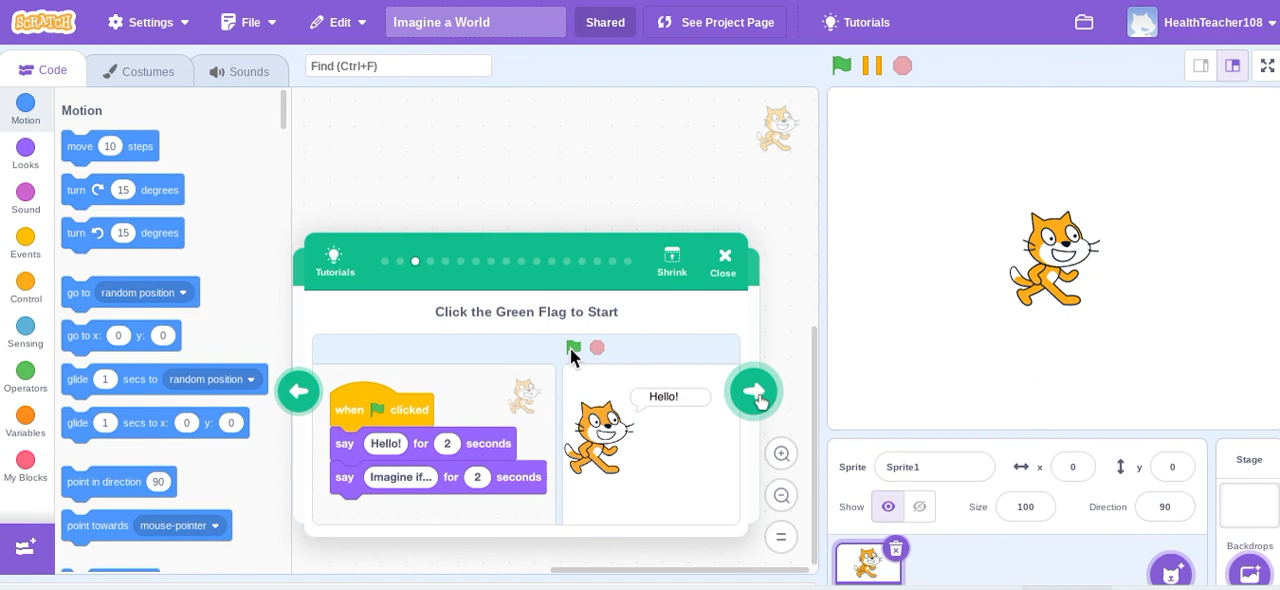 SCRATCH Settings File Edit Imagine a World Shared See Project Page Tutorials HealthTeacher108
Code Costumes Sounds Find (Ctrl+F)
Motion
Looks
Sound
Events
Control
Sensing
Operators
Variables
My Blocks
Motion
move 10 steps
turn 15 degrees
turn 15 degrees
go to random position
go to x: 0 y: 0
glide 1 secs to random position
glide 1 secs to x: 0 y: 0
point in direction 90
point towards mouse-pointer
Tutorials Shrink Close
Click the Green Flag to Start
when clicked
say Hello! for 2 seconds
say Imagine if... for 2 seconds
Hello!
Sprite Sprite1 x 0 y 0
Show Size 100 Direction 90
Stage
Backdrops